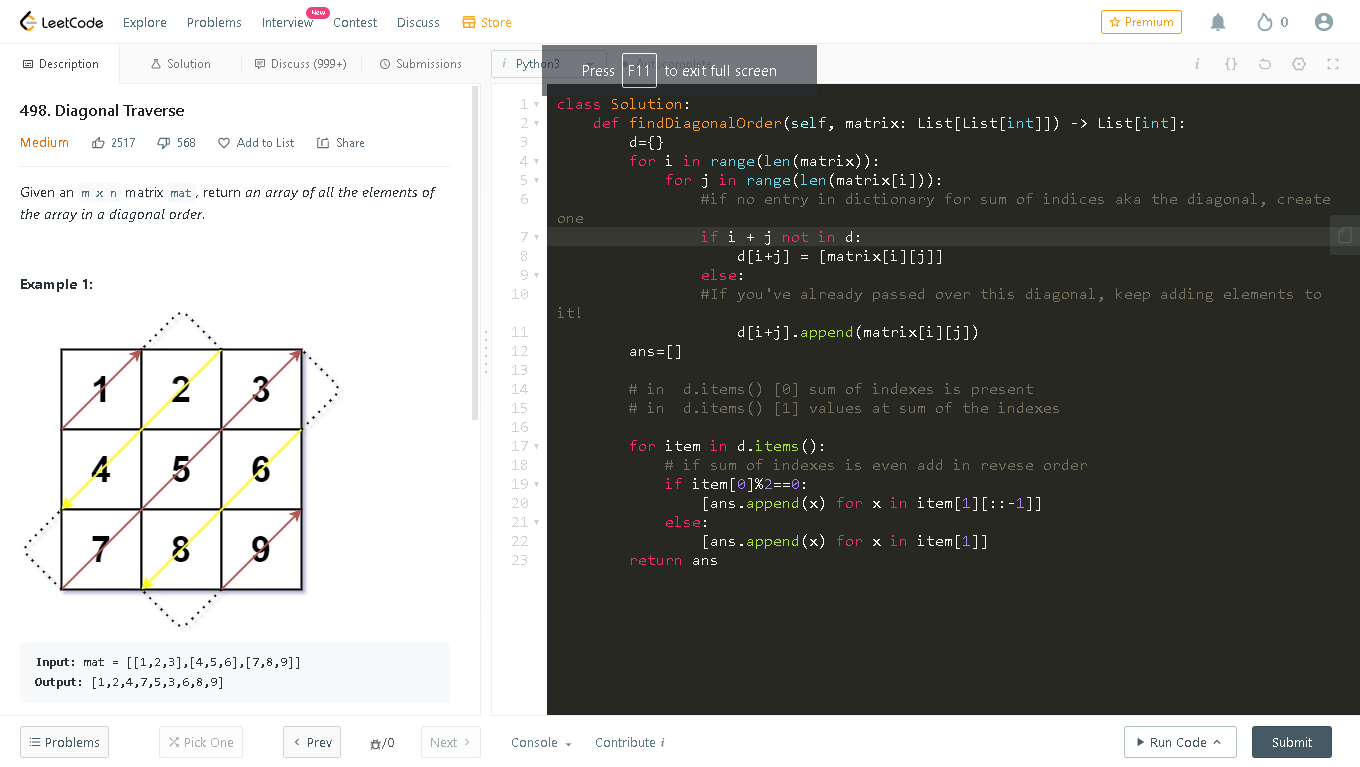 LeetCode Explore Problems Interview New Contest Discuss Store Premium 0
Description Solution Discuss (999+) Submissions i Python3 Autocomplete i {}
Press F11 to exit full screen
498. Diagonal Traverse
Medium 2517 568 Add to List Share
Given an m x n matrix mat, return an array of all the elements of
the array in a diagonal order.
Example 1:
1 2 3
4 5 6
7 8 9
Input: mat = [[1,2,3],[4,5,6],[7,8,9]]
Output: [1,2,4,7,5,3,6,8,9]
1 class Solution:
2 def findDiagonalOrder(self, matrix: List[List[int]]) -> List[int]:
3 d={}
4 for i in range(len(matrix)):
5 for j in range(len(matrix[i])):
6 #if no entry in dictionary for sum of indices aka the diagonal, create
one
7 if i + j not in d:
8 d[i+j] = [matrix[i][j]]
9 else:
10 #If you've already passed over this diagonal, keep adding elements to
it!
11 d[i+j].append(matrix[i][j])
12 ans=[]
13
14 # in d.items() [0] sum of indexes is present
15 # in d.items() [1] values at sum of the indexes
16
17 for item in d.items():
18 # if sum of indexes is even add in revese order
19 if item[0]%2==0:
20 [ans.append(x) for x in item[1][::-1]]
21 else:
22 [ans.append(x) for x in item[1]]
23 return ans
Problems Pick One < Prev /0 Next > Console Contribute i Run Code Submit